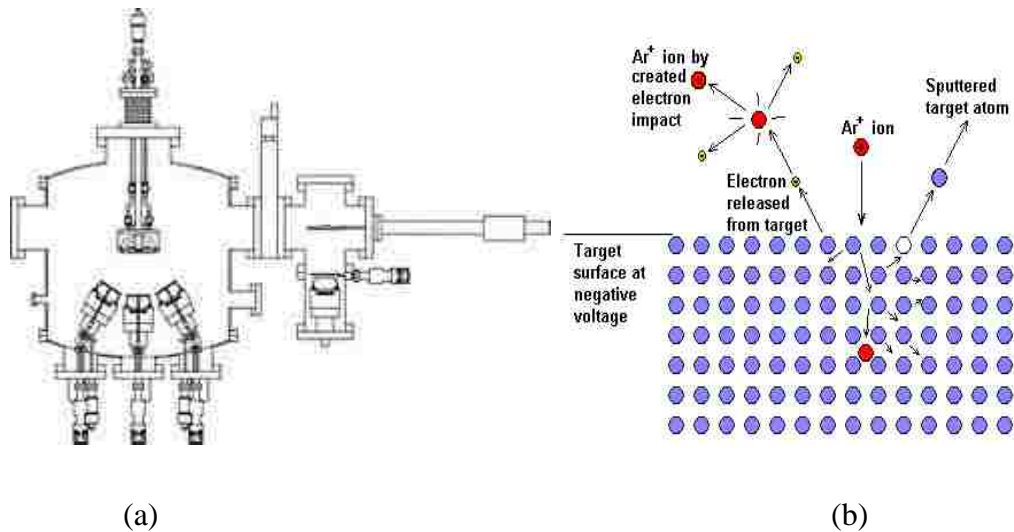 Ar+ ion by
created
electron
impact
Sputtered
target atom
Ar+ ion
Electron
released
from target
Target
surface at
negative
voltage
(a)
(b)